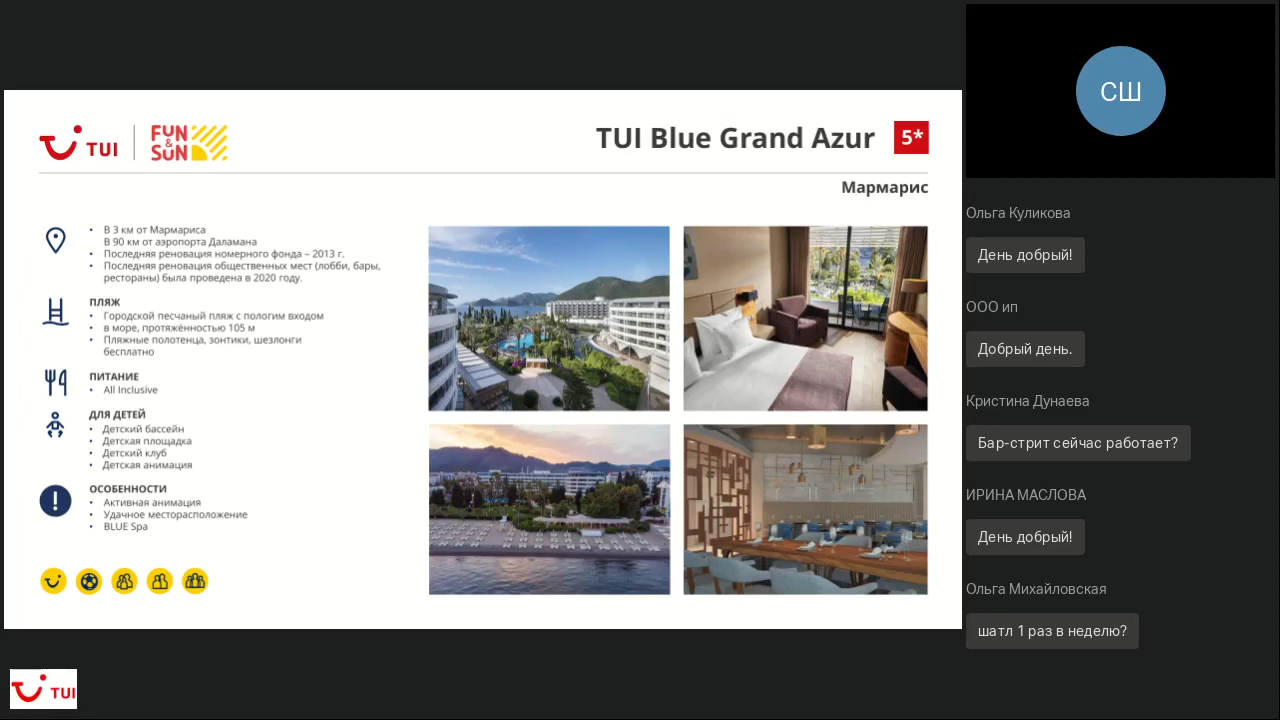 TUI
FUN
&
SUN
TUI Blue Grand Azur
5*
Мармарис
• В 3 км от Мармариса
В 90 км от аэропорта Даламана
• Последняя реновация номерного фонда – 2013 г.
• Последняя реновация общественных мест (лобби, бары,
рестораны) была проведена в 2020 году.
ПЛЯЖ
• Городской песчаный пляж с пологим входом
• в море, протяжённостью 105 м
• Пляжные полотенца, зонтики, шезлонги
бесплатно
ПИТАНИЕ
• All Inclusive
ДЛЯ ДЕТЕЙ
• Детский бассейн
• Детская площадка
• Детский клуб
• Детская анимация
ОСОБЕННОСТИ
• Активная анимация
• Удачное месторасположение
• BLUE Spa
TUI
СШ
Ольга Куликова
День добрый!
ООО ип
Добрый день.
Кристина Дунаева
Бар-стрит сейчас работает?
ИРИНА МАСЛОВА
День добрый!
Ольга Михайловская
шатл 1 раз в неделю?